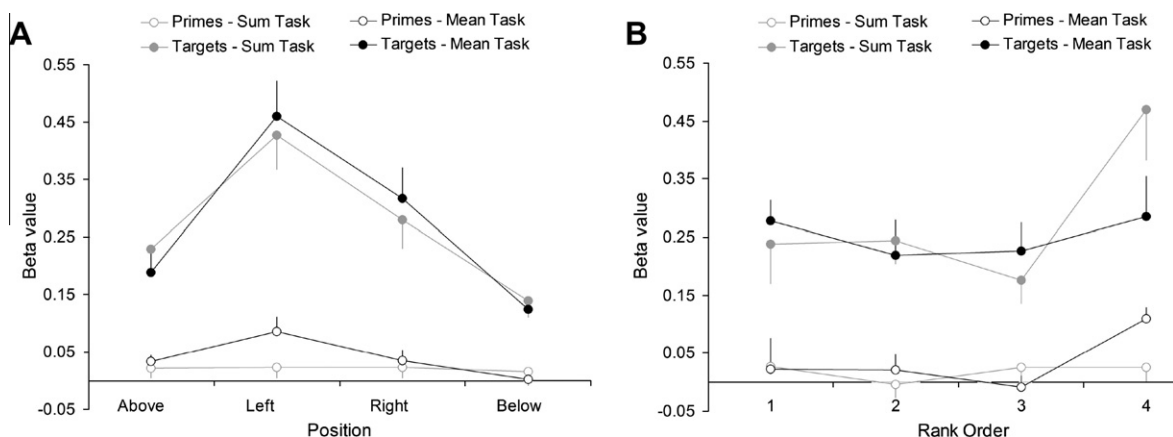 A
Primes - Sum Task
Primes - Mean Task
Targets - Sum Task
Targets - Mean Task
0.55
0.45
0.35
0.25
0.15
0.05
-0.05
Beta value
Above
Left
Right
Below
Position
B
Primes - Sum Task
Primes - Mean Task
Targets - Sum Task
Targets - Mean Task
0.55
0.45
0.35
0.25
0.15
0.05
-0.05
Beta value
1
2
3
4
Rank Order